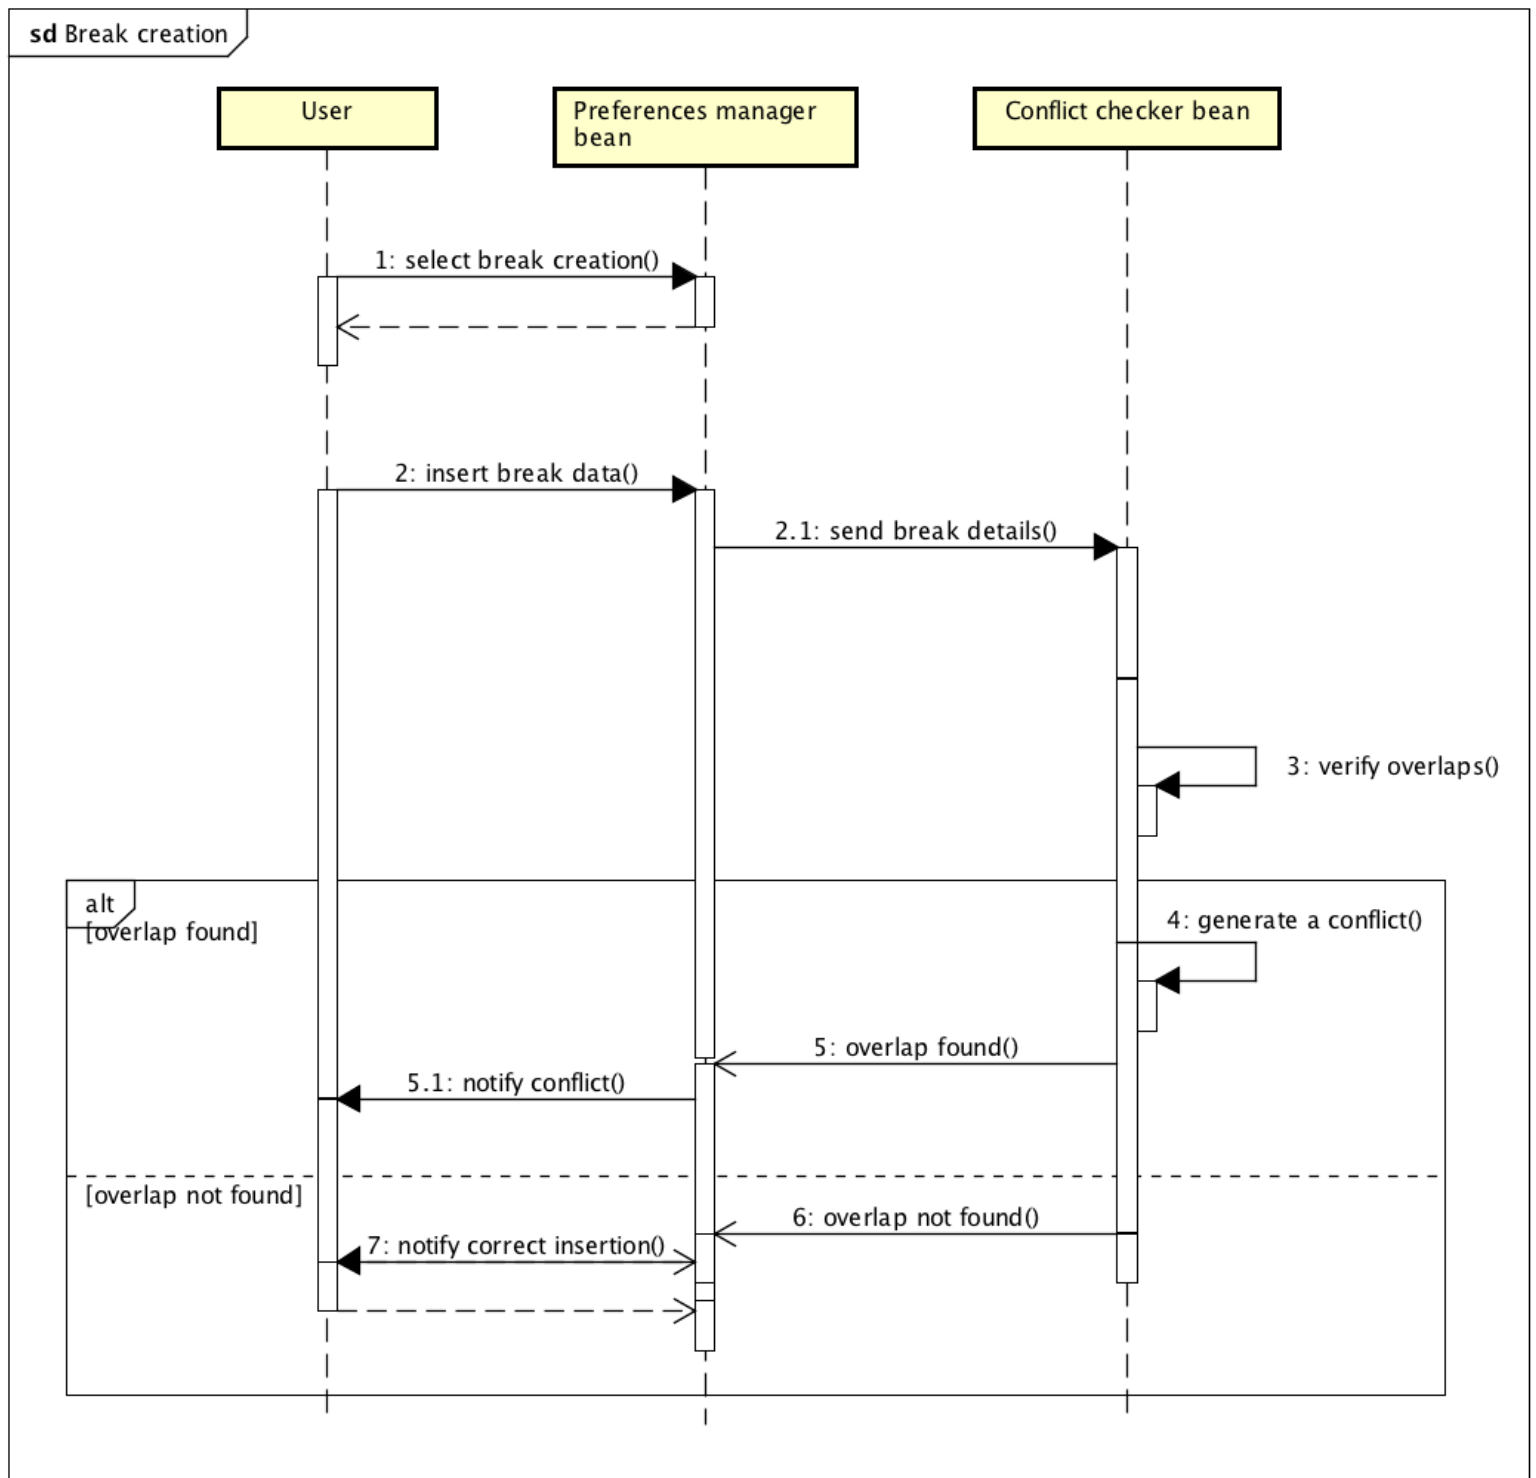 sd Break creation
User
Preferences manager
bean
Conflict checker bean
1: select break creation()
2: insert break data()
2.1: send break details()
3: verify overlaps()
alt
[overlap found]
4: generate a conflict()
5: overlap found()
5.1: notify conflict()
[overlap not found]
6: overlap not found()
7: notify correct insertion()